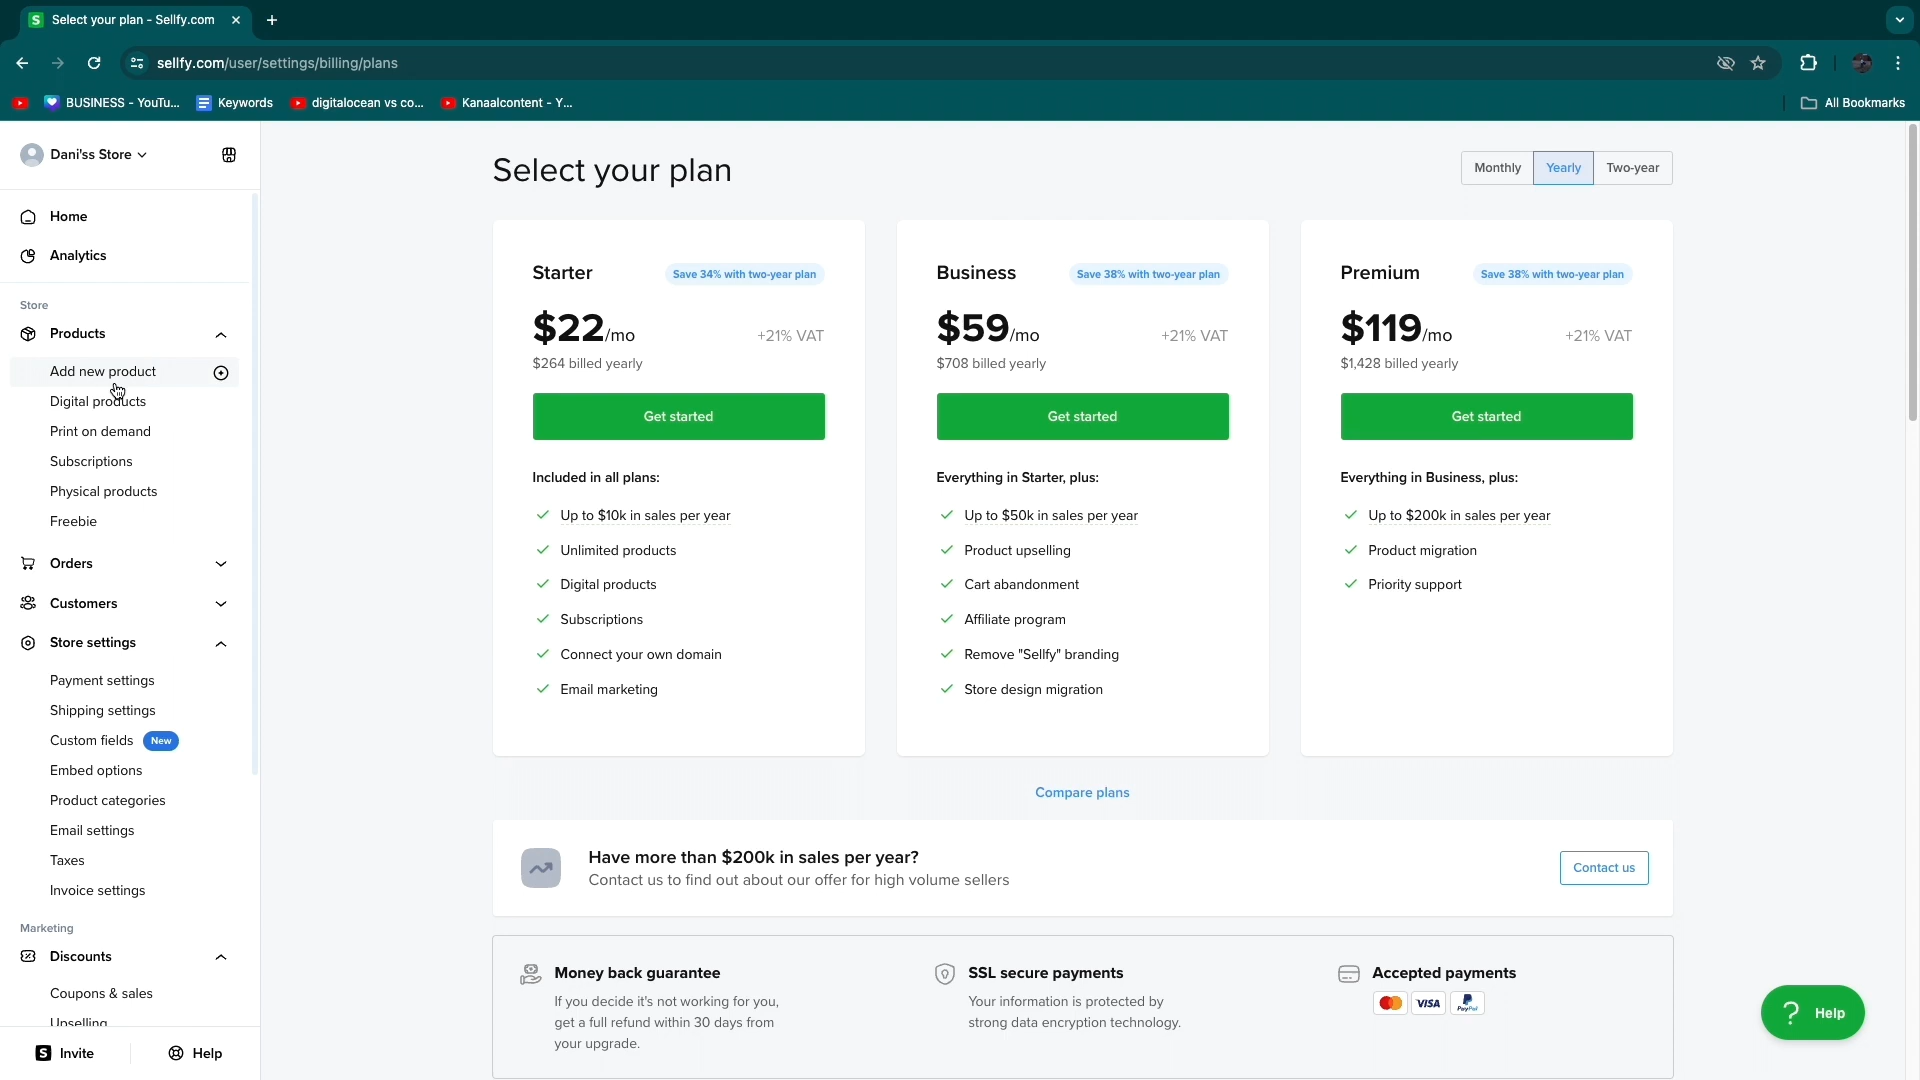 Select your plan - Sellfy.com
sellfy.com/user/settings/billing/plans
BUSINESS - YouTu...
Keywords
digitalocean vs co...
Kanaalcontent - Y...
All Bookmarks
Dani'ss Store
Home
Analytics
Store
Products
Add new product
Digital products
Print on demand
Subscriptions
Physical products
Freebie
Orders
Customers
Store settings
Payment settings
Shipping settings
Custom fields New
Embed options
Product categories
Email settings
Taxes
Invoice settings
Marketing
Discounts
Coupons & sales
Upselling
Invite
Help
Select your plan
Monthly Yearly Two-year
Starter Save 34% with two-year plan
$22/mo +21% VAT
$264 billed yearly
Get started
Included in all plans:
Up to $10k in sales per year
Unlimited products
Digital products
Subscriptions
Connect your own domain
Email marketing
Business Save 38% with two-year plan
$59/mo +21% VAT
$708 billed yearly
Get started
Everything in Starter, plus:
Up to $50k in sales per year
Product upselling
Cart abandonment
Affiliate program
Remove "Sellfy" branding
Store design migration
Premium Save 38% with two-year plan
$119/mo +21% VAT
$1,428 billed yearly
Get started
Everything in Business, plus:
Up to $200k in sales per year
Product migration
Priority support
Compare plans
Have more than $200k in sales per year?
Contact us to find out about our offer for high volume sellers
Contact us
Money back guarantee
If you decide it's not working for you,
get a full refund within 30 days from
your upgrade.
SSL secure payments
Your information is protected by
strong data encryption technology.
Accepted payments
VISA
PayPal
? Help